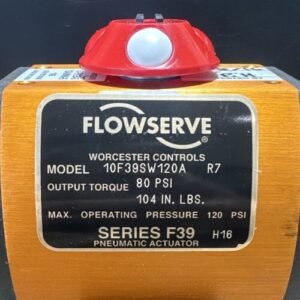 FLOWSERVE®
WORCESTER CONTROLS
MODEL 10F39SW120A R7
OUTPUT TORQUE 80 PSI
104 IN. LBS.
MAX. OPERATING PRESSURE 120 PSI
SERIES F39 H16
PNEUMATIC ACTUATOR